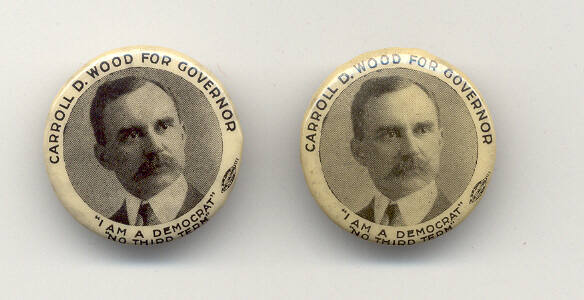 CARROLL D. WOOD FOR GOVERNOR
"I AM A DEMOCRAT"
"NO THIRD TERM"
CARROLL D. WOOD FOR GOVERNOR
"I AM A DEMOCRAT"
"NO THIRD TERM"